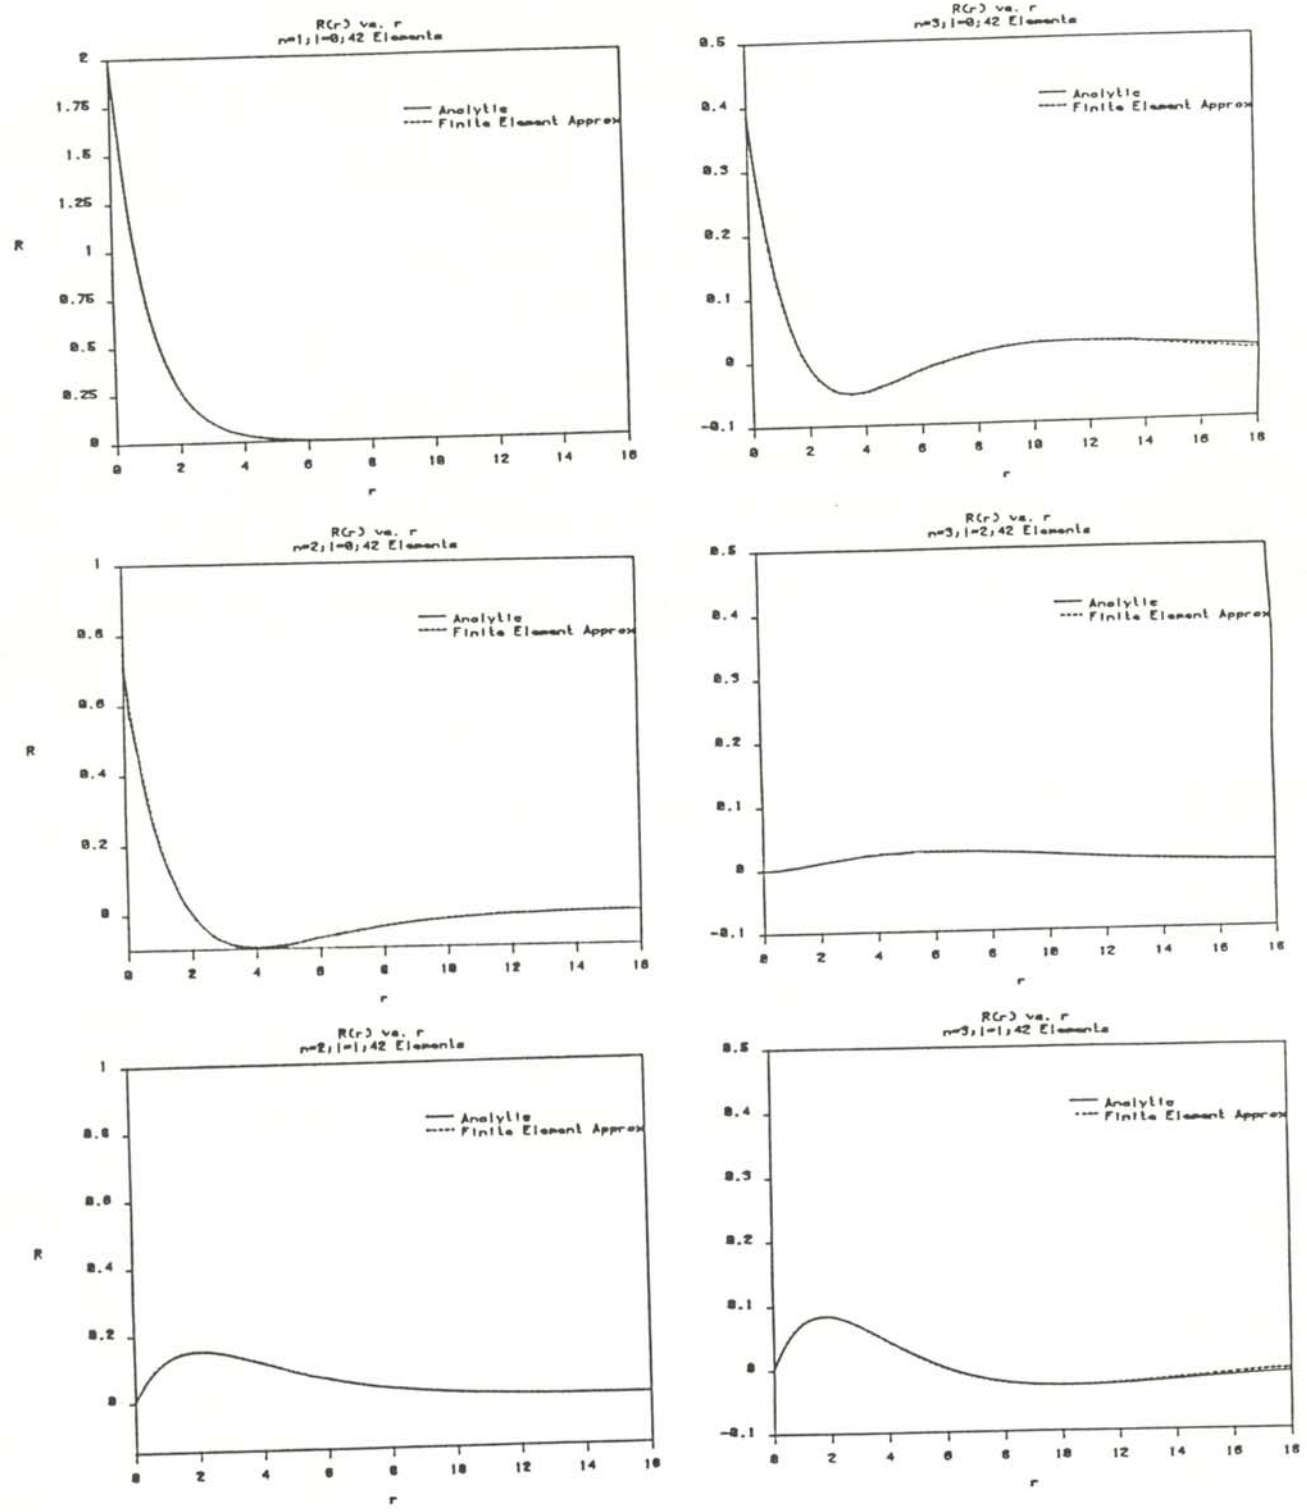 R(r) vs. r
n=1;l=0;42 Elements
2
1.75
1.5
1.25
1
0.75
0.5
0.25
0
R
Analytic
Finite Element Approx
0 2 4 6 8 10 12 14 16
r
R(r) vs. r
n=3;l=0;42 Elements
0.5
0.4
0.3
0.2
0.1
0
-0.1
Analytic
Finite Element Approx
0 2 4 6 8 10 12 14 16 18
r
R(r) vs. r
n=2;l=0;42 Elements
1
0.8
0.6
0.4
0.2
0
R
Analytic
Finite Element Approx
0 2 4 6 8 10 12 14 16
r
R(r) vs. r
n=3;l=2;42 Elements
0.5
0.4
0.3
0.2
0.1
0
-0.1
Analytic
Finite Element Approx
0 2 4 6 8 10 12 14 16 18
r
R(r) vs. r
n=2;l=1;42 Elements
1
0.8
0.6
0.4
0.2
0
R
Analytic
Finite Element Approx
0 2 4 6 8 10 12 14 16
r
R(r) vs. r
n=3;l=1;42 Elements
0.5
0.4
0.3
0.2
0.1
0
-0.1
Analytic
Finite Element Approx
0 2 4 6 8 10 12 14 16 18
r